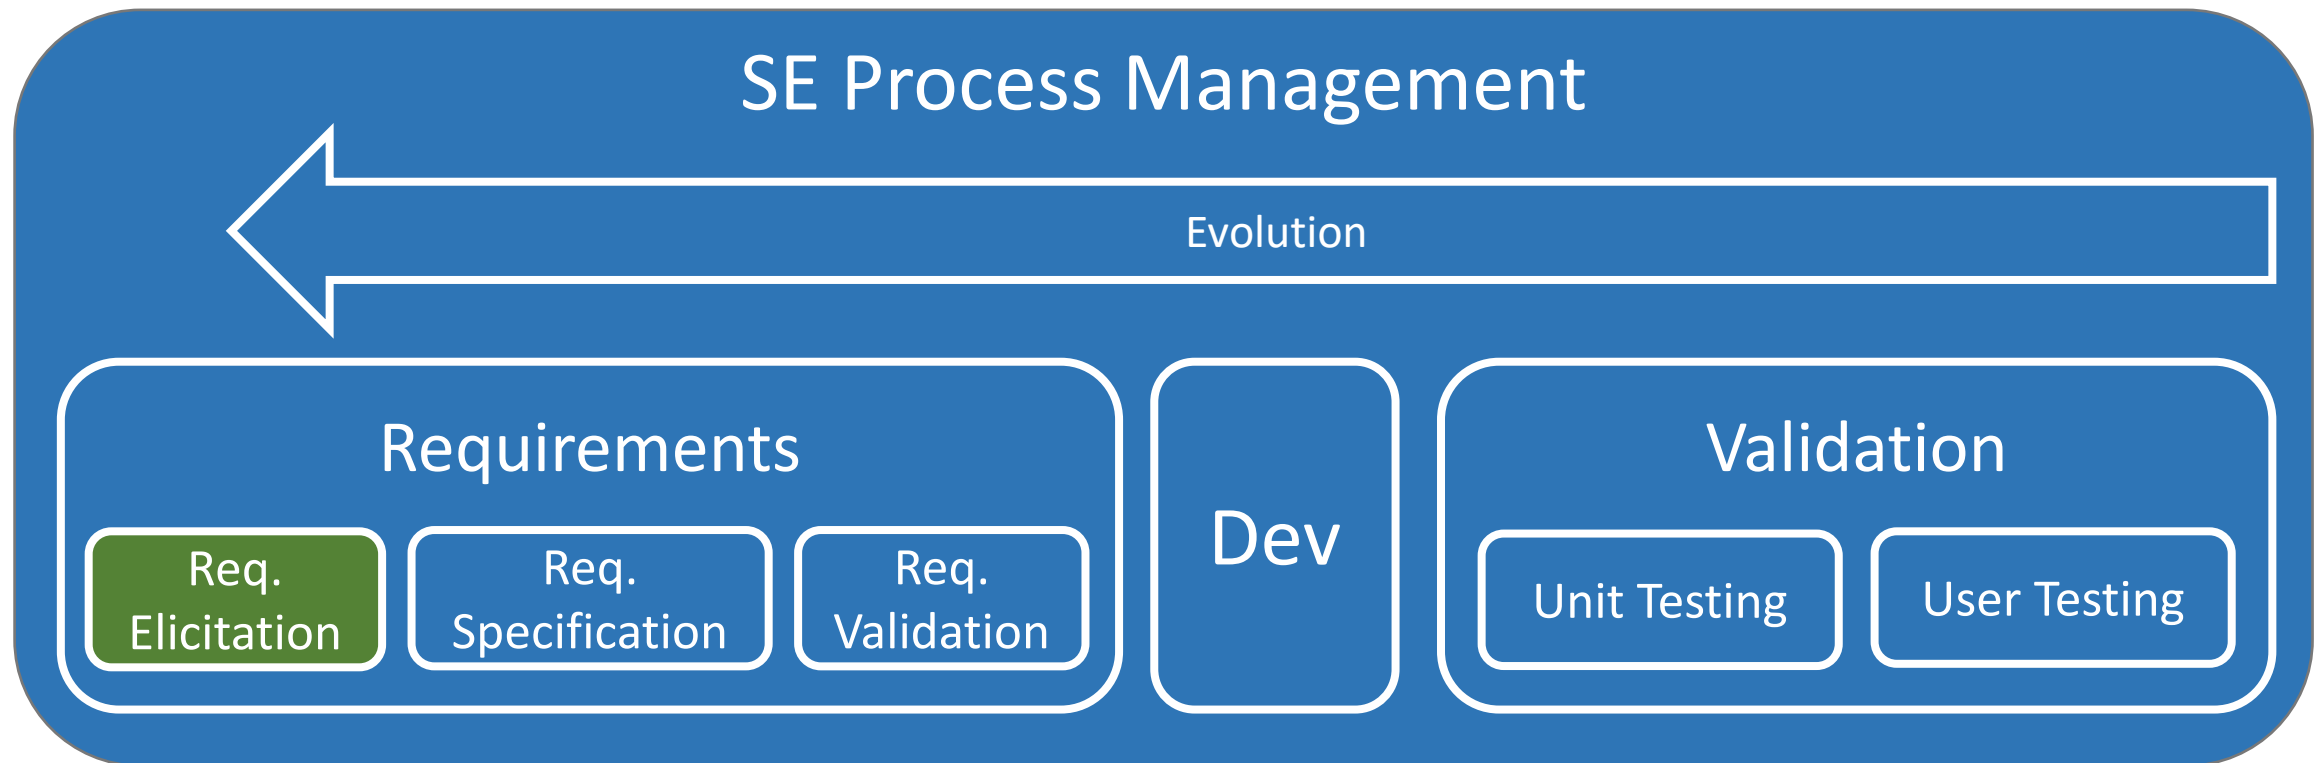 SE Process Management
Evolution
Requirements
Req.
Elicitation
Req.
Specification
Req.
Validation
Dev
Validation
Unit Testing
User Testing